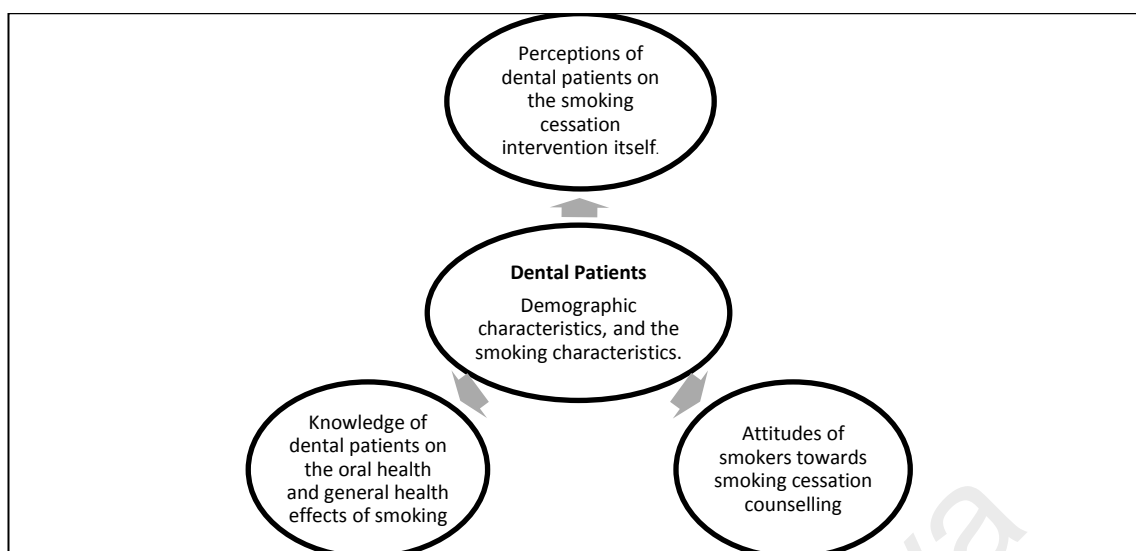 Perceptions of
dental patients on
the smoking
cessation
intervention itself.
Dental Patients
Demographic
characteristics, and the
smoking characteristics.
Knowledge of
dental patients on
the oral health
and general health
effects of smoking
Attitudes of
smokers towards
smoking cessation
counselling